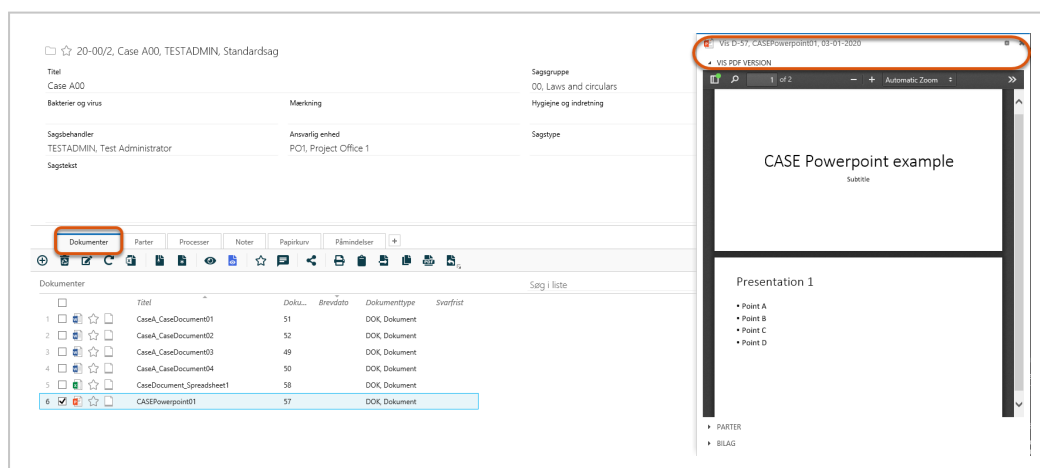 20-00/2, Case A00, TESTADMIN, Standardsag
Titel
Sagsgruppe
Case A00
00, Laws and circulars
Bakterier og virus
Mærkning
Hygiejne og indretning
Sagsbehandler
Ansvarlig enhed
Sagstype
TESTADMIN, Test Administrator
PO1, Project Office 1
Sagstekst
Dokumenter
Parter
Processer
Noter
Papirkurv
Påmindelser
+
Dokumenter
Søg i liste
Titel Doku... Brevdato Dokumenttype Svarfrist
1 CaseA_CaseDocument01 51 DOK, Dokument
2 CaseA_CaseDocument02 52 DOK, Dokument
3 CaseA_CaseDocument03 49 DOK, Dokument
4 CaseA_CaseDocument04 50 DOK, Dokument
5 CaseDocument_Spreadsheet1 58 DOK, Dokument
6 CASEPowerpoint01 57 DOK, Dokument
Vis D-57, CASEPowerpoint01, 03-01-2020
VIS PDF VERSION
1 of 2 Automatic Zoom
CASE Powerpoint example
Subtitle
Presentation 1
• Point A
• Point B
• Point C
• Point D
PARTER
BILAG